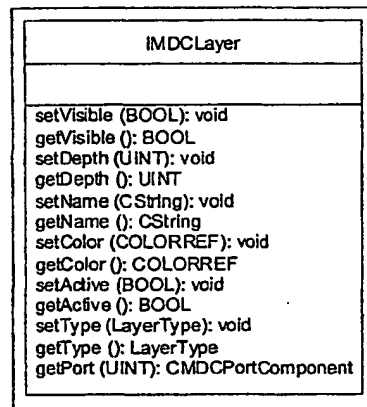 IMDCLayer
setVisible (BOOL): void
getVisible (): BOOL
setDepth (UINT): void
getDepth (): UINT
setName (CString): void
getName (): CString
setColor (COLORREF): void
getColor (): COLORREF
setActive (BOOL): void
getActive (): BOOL
setType (LayerType): void
getType (): LayerType
getPort (UINT): CMDCPortComponent